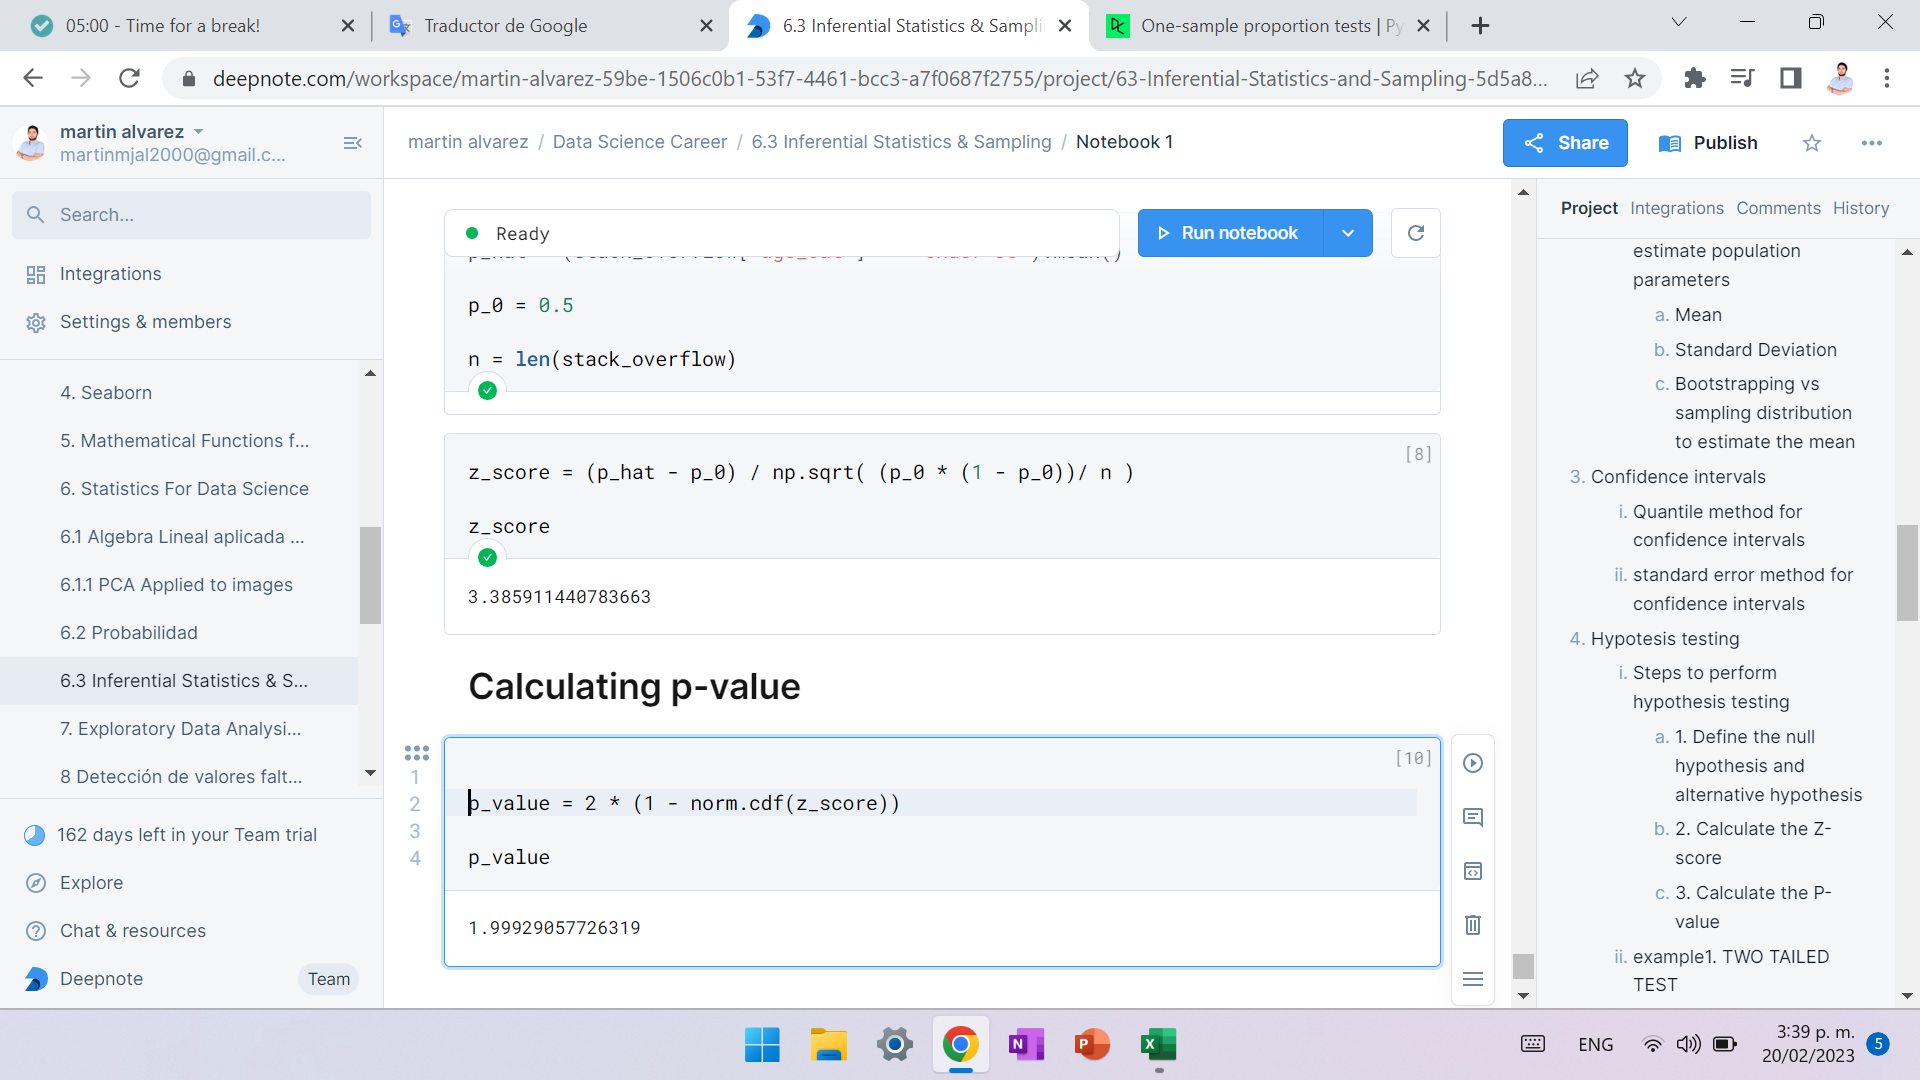 05:00 - Time for a break!
Traductor de Google
6.3 Inferential Statistics & Sampli
One-sample proportion tests | Py
deepnote.com/workspace/martin-alvarez-59be-1506c0b1-53f7-4461-bcc3-a7f0687f2755/project/63-Inferential-Statistics-and-Sampling-5d5a8...
martin alvarez
martinmjal2000@gmail.c...
Search...
Integrations
Settings & members
4. Seaborn
5. Mathematical Functions f...
6. Statistics For Data Science
6.1 Algebra Lineal aplicada ...
6.1.1 PCA Applied to images
6.2 Probabilidad
6.3 Inferential Statistics & S...
7. Exploratory Data Analysi...
8 Detección de valores falt...
162 days left in your Team trial
Explore
Chat & resources
Deepnote Team
martin alvarez / Data Science Career / 6.3 Inferential Statistics & Sampling / Notebook 1
Share
Publish
Ready
Run notebook
p_0 = 0.5
n = len(stack_overflow)
[8]
z_score = (p_hat - p_0) / np.sqrt( (p_0 * (1 - p_0))/ n )
z_score
3.385911440783663
Calculating p-value
[10]
1
2 p_value = 2 * (1 - norm.cdf(z_score))
3
4 p_value
1.99929057726319
Project Integrations Comments History
estimate population
parameters
a. Mean
b. Standard Deviation
c. Bootstrapping vs
sampling distribution
to estimate the mean
3. Confidence intervals
i. Quantile method for
confidence intervals
ii. standard error method for
confidence intervals
4. Hypotesis testing
i. Steps to perform
hypothesis testing
a. 1. Define the null
hypothesis and
alternative hypothesis
b. 2. Calculate the Z-
score
c. 3. Calculate the P-
value
ii. example1. TWO TAILED
TEST
ENG
3:39 p. m.
20/02/2023
5